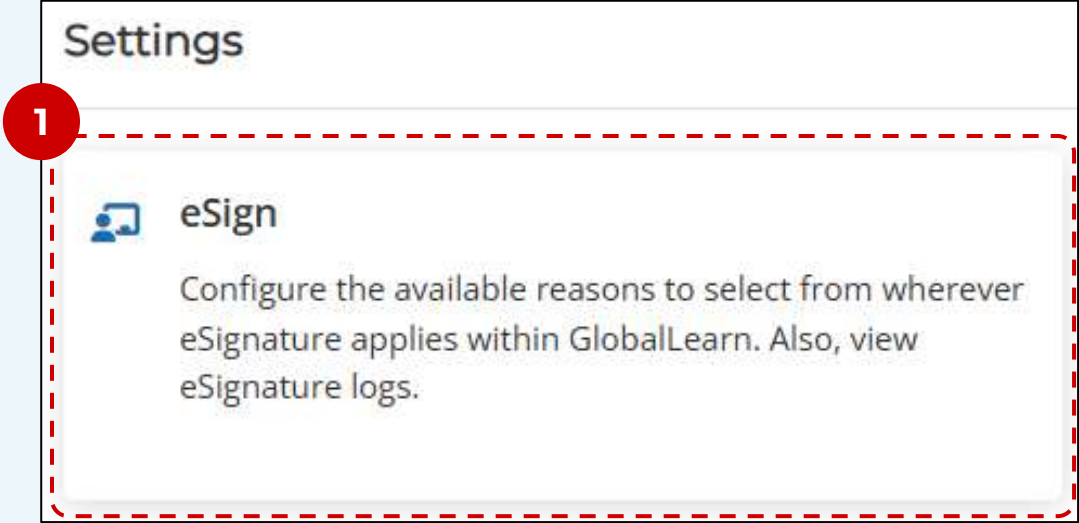 Settings
1
eSign
Configure the available reasons to select from wherever
eSignature applies within GlobalLearn. Also, view
eSignature logs.